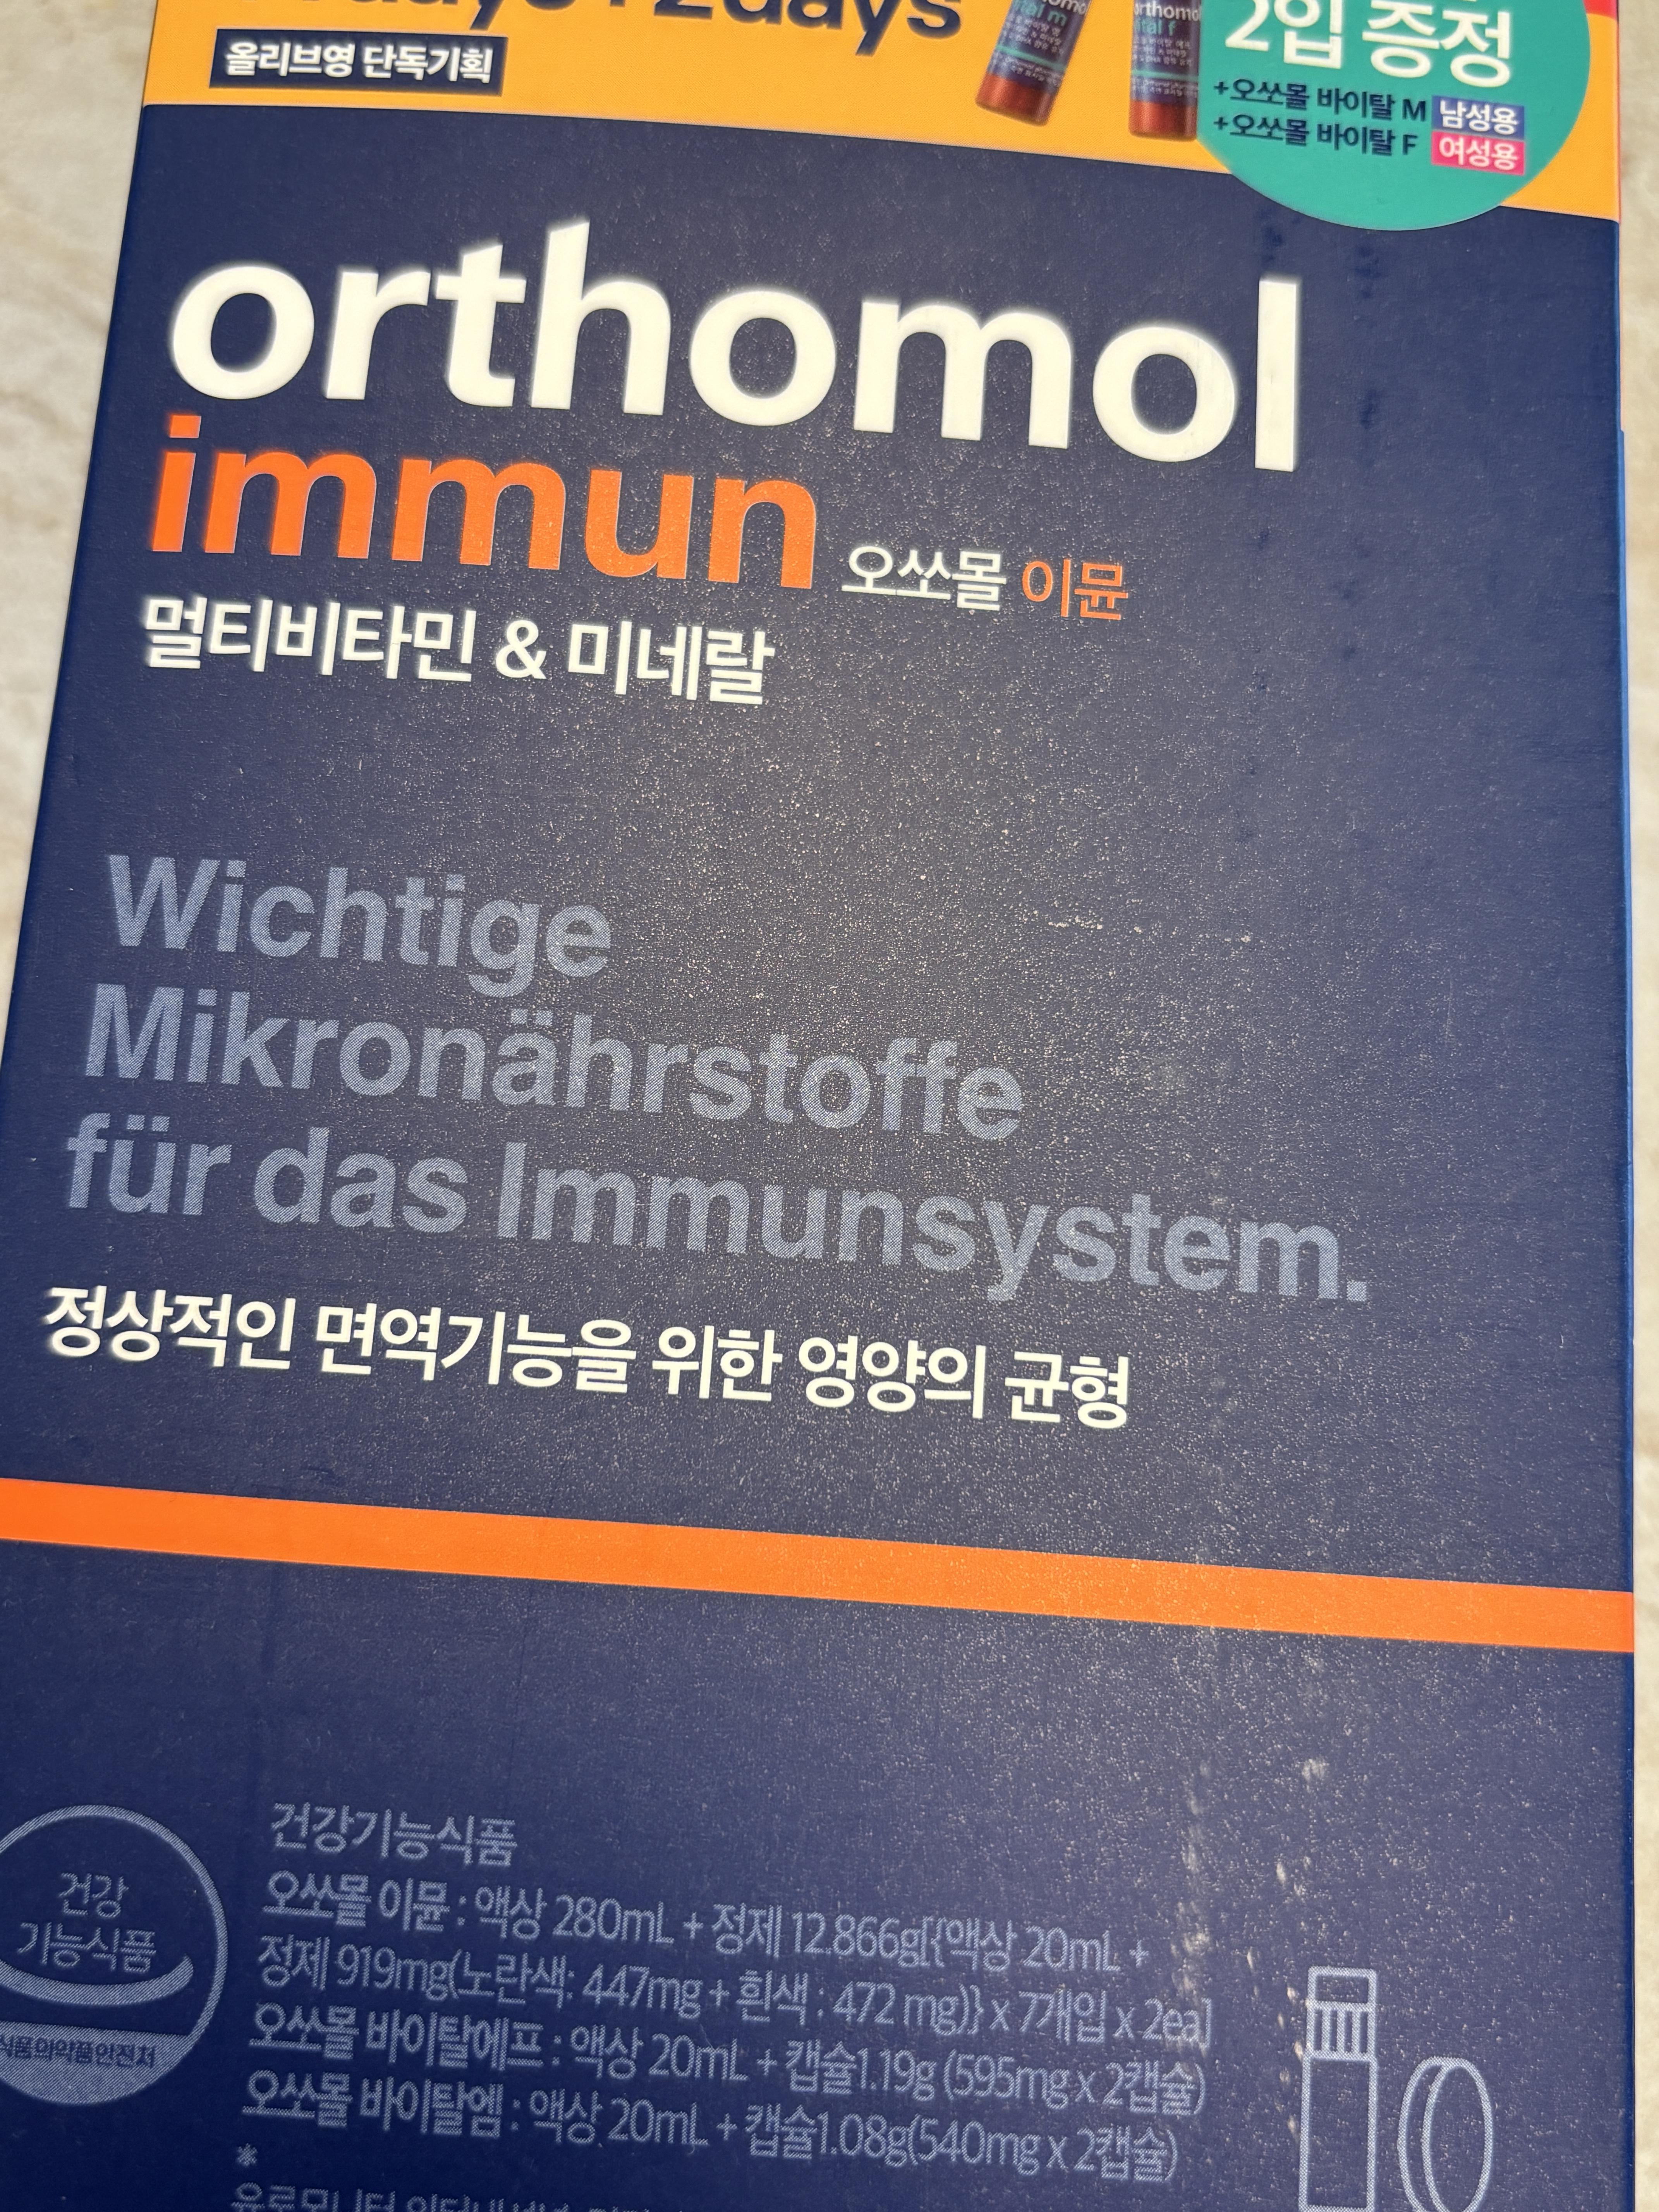 2days
올리브영 단독기획
2입 증정
+오쏘몰 바이탈 M 남성용
+오쏘몰 바이탈 F 여성용
orthomol
immun 오쏘몰 이뮨
멀티비타민 & 미네랄
Wichtige
Mikronährstoffe
für das Immunsystem.
정상적인 면역기능을 위한 영양의 균형
건강
기능식품
식품의약품안전처
건강기능식품
오쏘몰 이뮨 : 액상 280mL + 정제 12.866g[{액상 20mL +
정제 919mg(노란색: 447mg + 흰색 : 472 mg)} x 7개입 x 2ea]
오쏘몰 바이탈에프 : 액상 20mL + 캡슐1.19g (595mg x 2캡슐)
오쏘몰 바이탈엠 : 액상 20mL + 캡슐1.08g(540mg x 2캡슐)
*